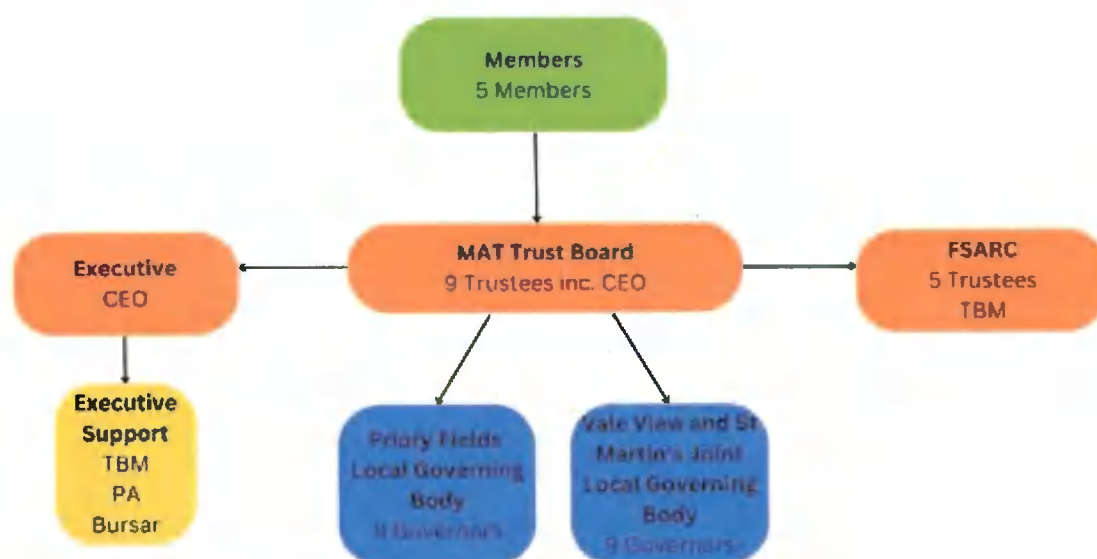 Members
5 Members
MAT Trust Board
9 Trustees inc. CEO
Executive
CEO
FSARC
5 Trustees
TBM
Executive
Support
TBM
PA
Bursar
Priory Fields
Local Governing
Body
9 Governors
Vale View and St
Martin's Joint
Local Governing
Body
9 Governors